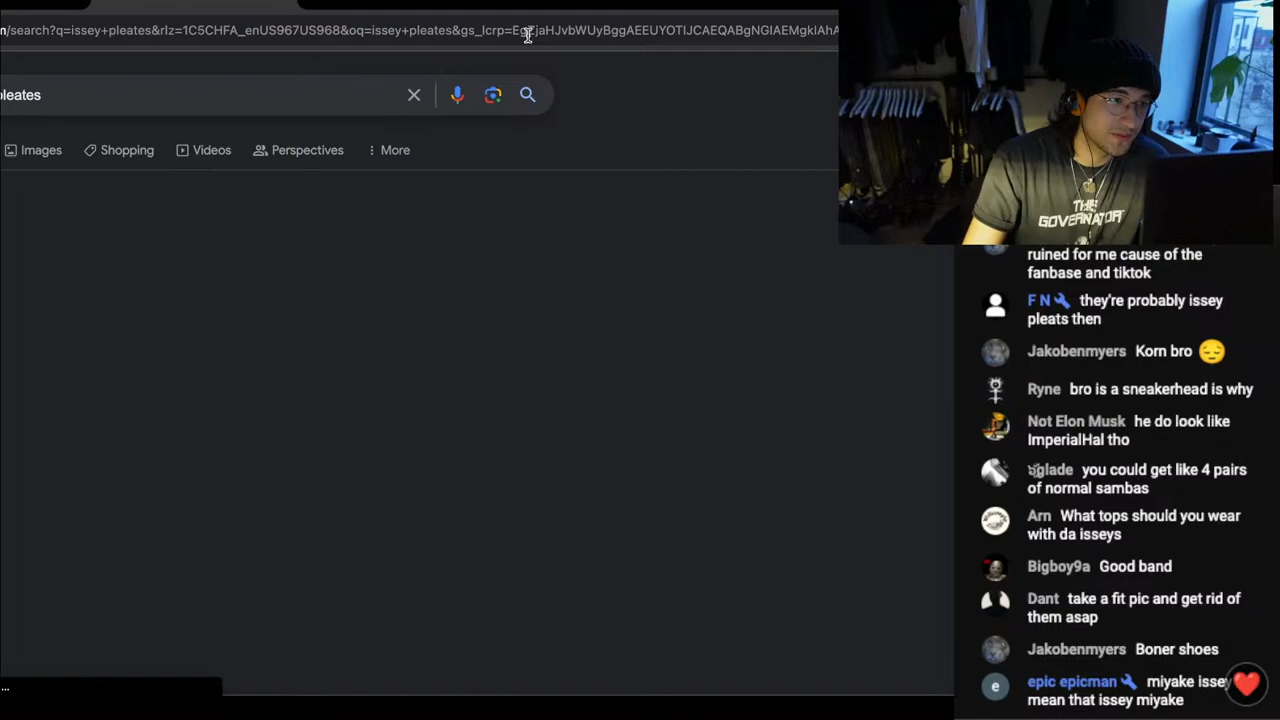 /search?q=issey+pleates&rlz=1C5CHFA_enUS967US968&oq=issey+pleates&gs_lcrp=
pleates
Images Shopping Videos Perspectives More
THE
GOVERNATOR
ruined for me cause of the
fanbase and tiktok
F N they're probably issey
pleats then
Jakobenmyers Korn bro 😔
Ryne bro is a sneakerhead is why
Not Elon Musk he do look like
ImperialHal tho
you could get like 4 pairs
of normal sambas
Arn What tops should you wear
with da isseys
Bigboy9a Good band
Dant take a fit pic and get rid of
them asap
Jakobenmyers Boner shoes
e epic epicman miyake issey
mean that issey miyake
...